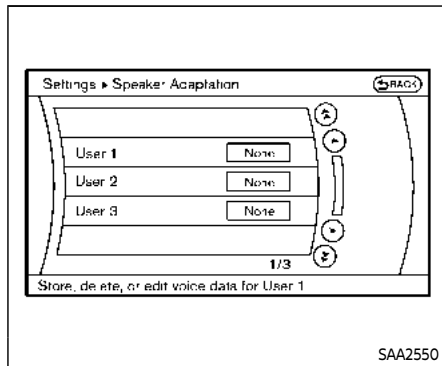 Settings ▸ Speaker Adaptation
BACK
User 1 None
User 2 None
User 3 None
1/3
Store, delete, or edit voice data for User 1
SAA2550